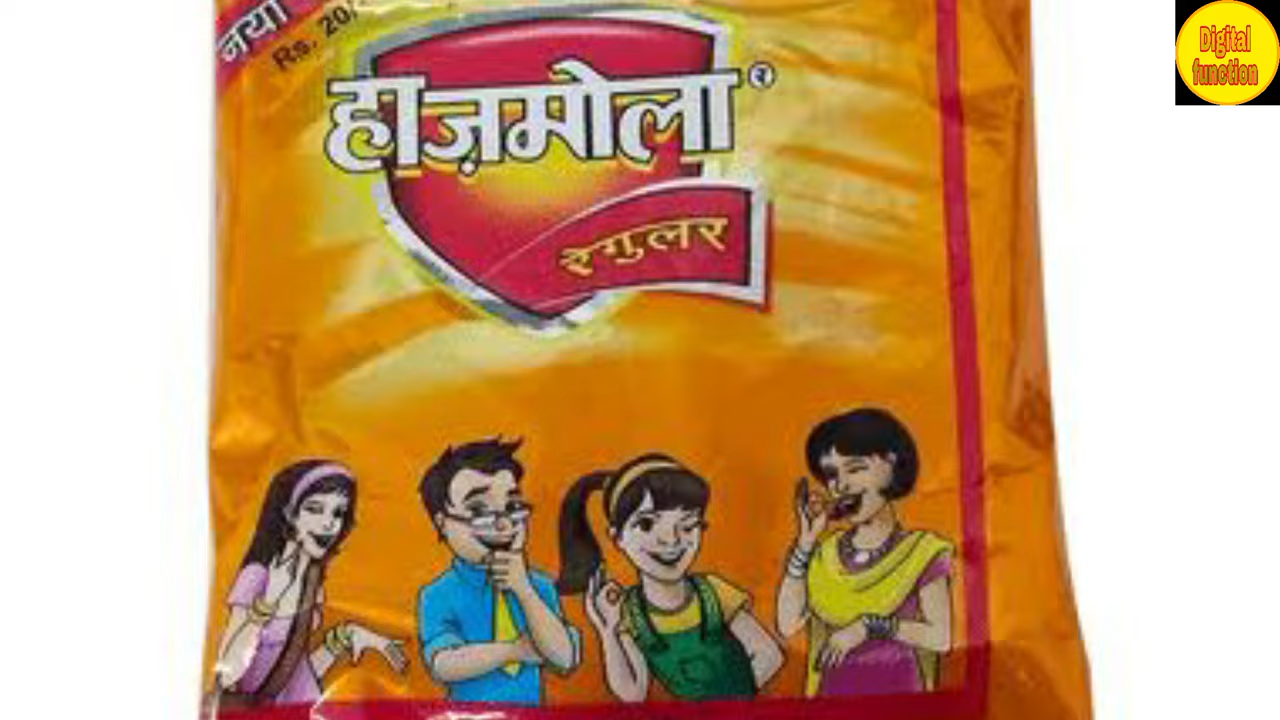 नया
Rs. 20/-
हाज़मोला
रेगुलर
Digital
function